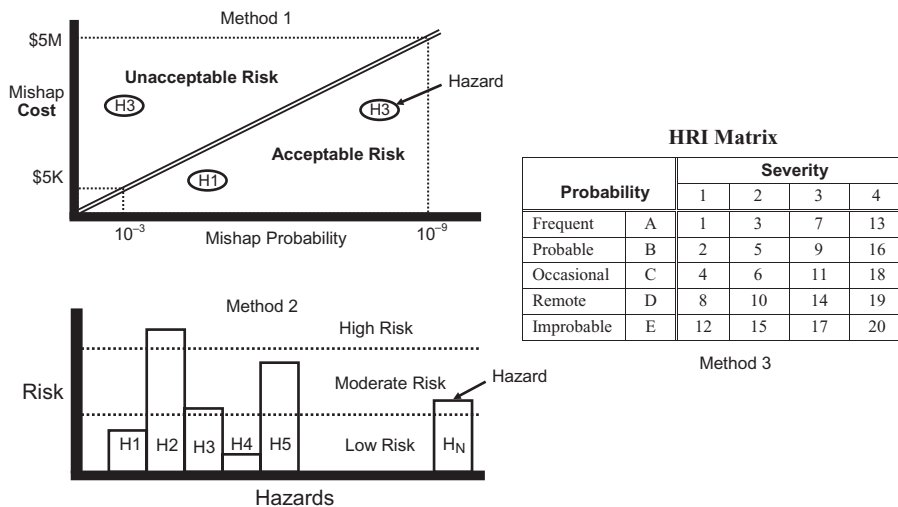 Method 1
$5M
Unacceptable Risk
Hazard
Mishap
Cost
H3
H3
Acceptable Risk
$5K
H1
10⁻³
Mishap Probability
10⁻⁹
HRI Matrix
Probability Severity
1 2 3 4
Frequent A 1 3 7 13
Probable B 2 5 9 16
Occasional C 4 6 11 18
Remote D 8 10 14 19
Improbable E 12 15 17 20
Method 3
Method 2
High Risk
Hazard
Risk
Moderate Risk
H1 H2 H3 H4 H5 Low Risk H_N
Hazards